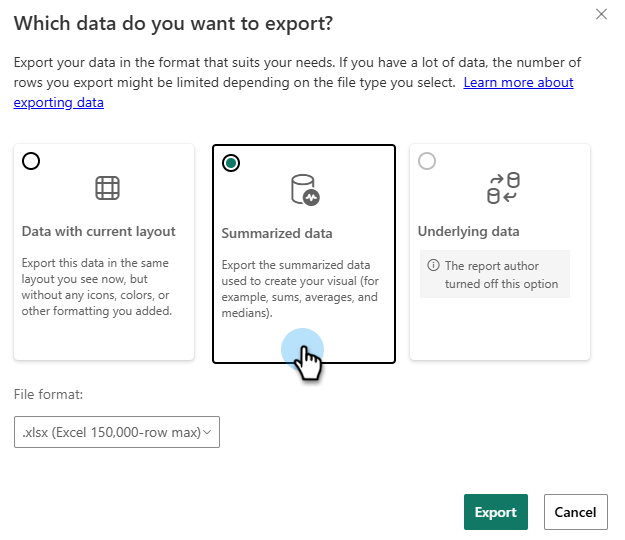 Which data do you want to export?
Export your data in the format that suits your needs. If you have a lot of data, the number of
rows you export might be limited depending on the file type you select. Learn more about
exporting data
Data with current layout
Export this data in the same
layout you see now, but
without any icons, colors, or
other formatting you added.
Summarized data
Export the summarized data
used to create your visual (for
example, sums, averages, and
medians).
Underlying data
The report author
turned off this option
File format:
.xlsx (Excel 150,000-row max)
Export
Cancel